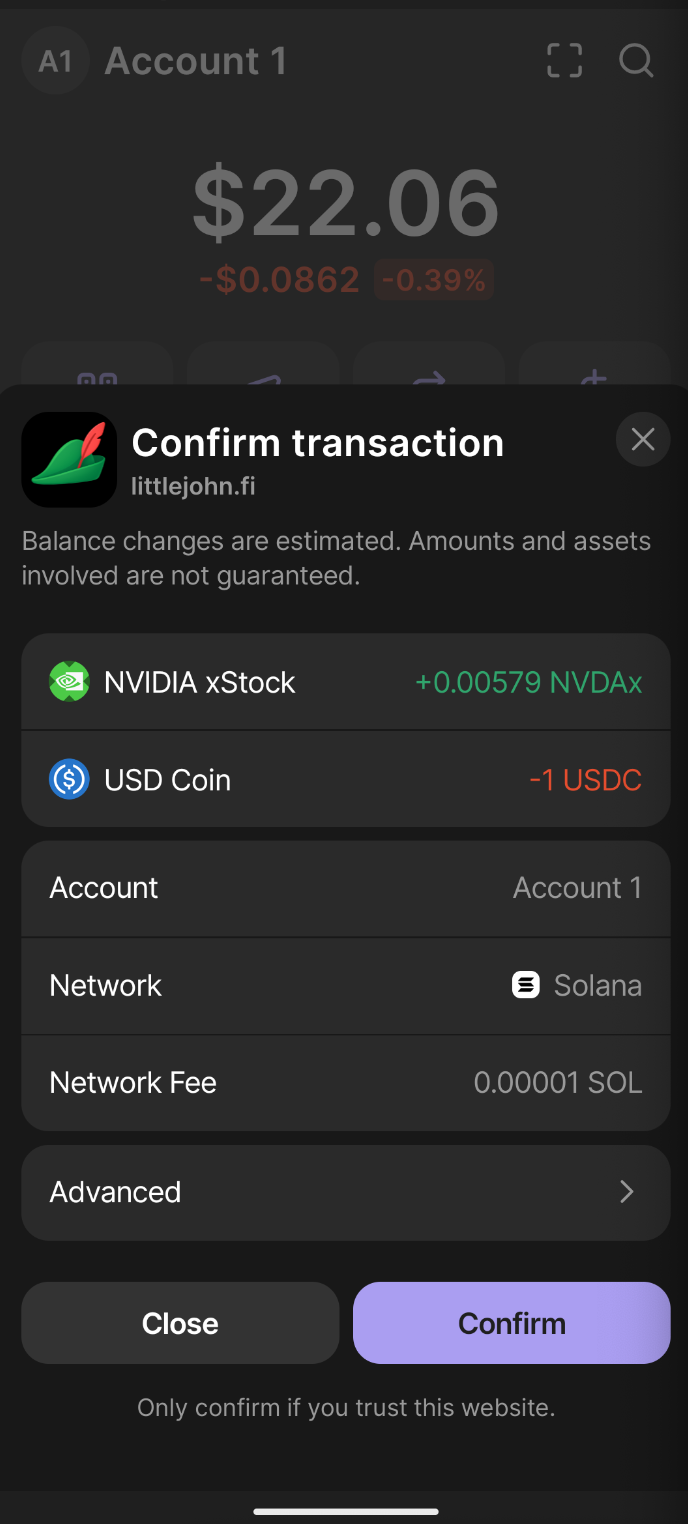 A1 Account 1
$22.06
-$0.0862 -0.39%
Confirm transaction
littlejohn.fi
Balance changes are estimated. Amounts and assets
involved are not guaranteed.
NVIDIA xStock +0.00579 NVDAx
USD Coin -1 USDC
Account Account 1
Network Solana
Network Fee 0.00001 SOL
Advanced
Close Confirm
Only confirm if you trust this website.